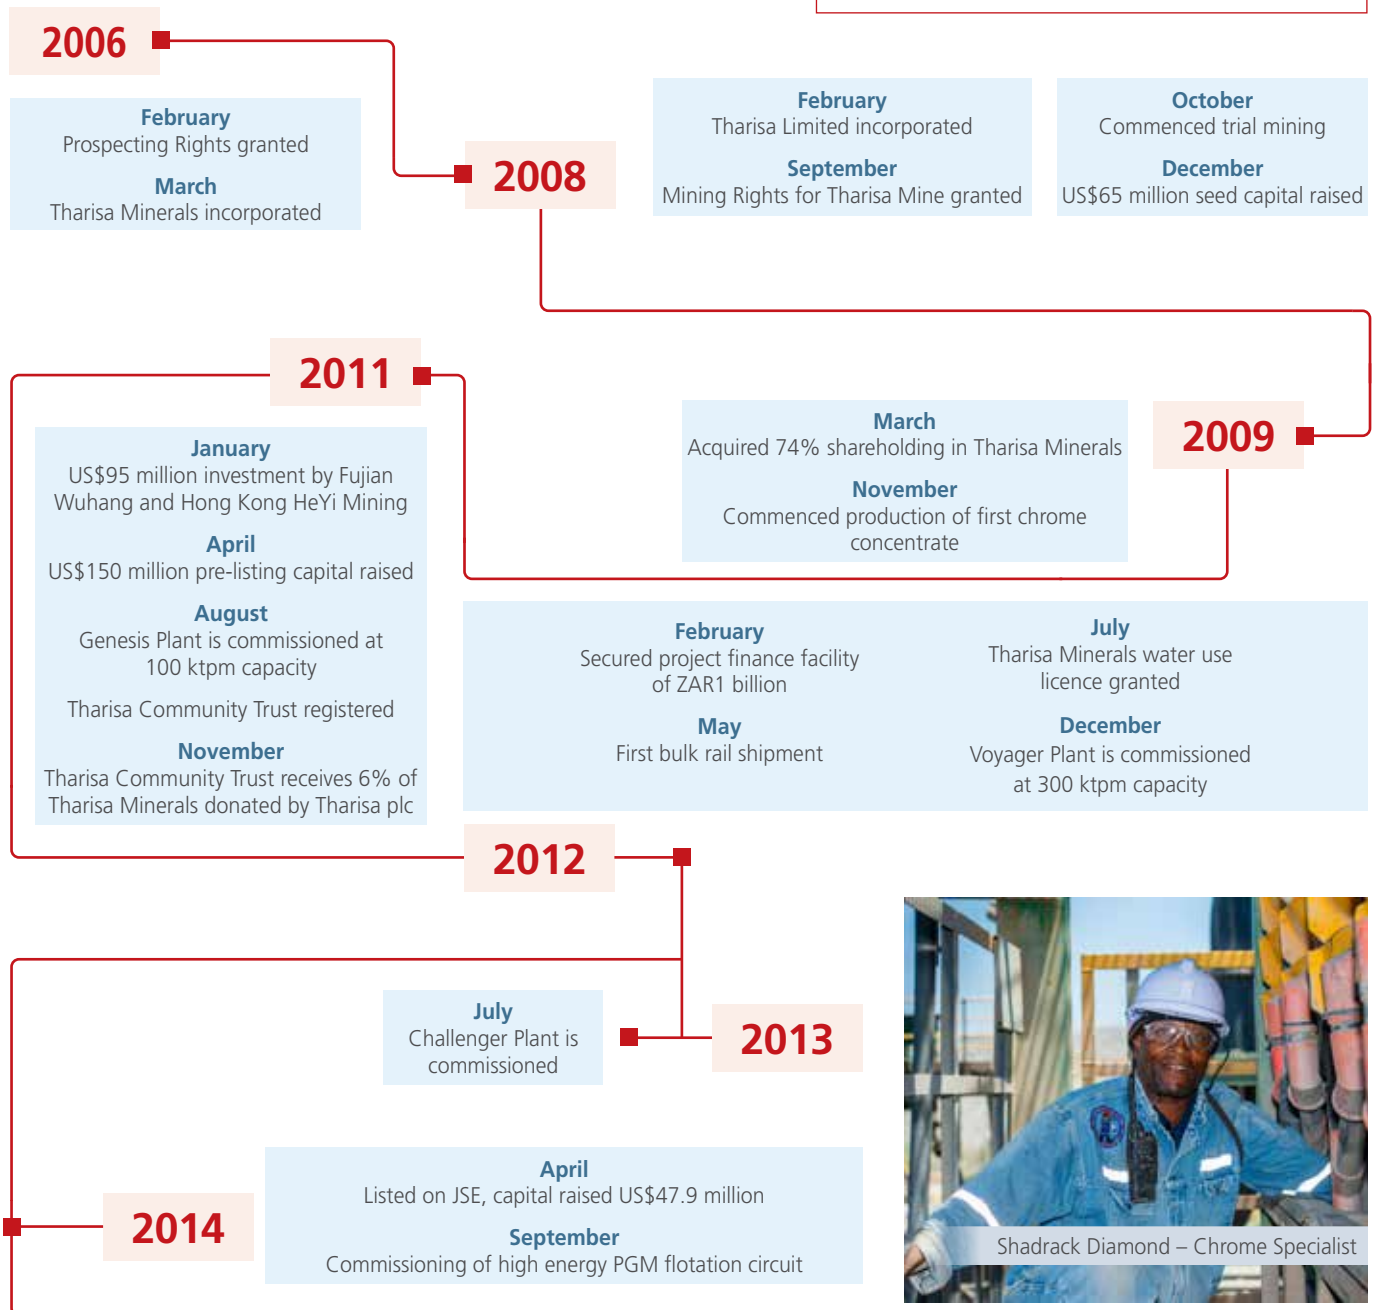 2006
February
Prospecting Rights granted
March
Tharisa Minerals incorporated
2008
February
Tharisa Limited incorporated
September
Mining Rights for Tharisa Mine granted
October
Commenced trial mining
December
US$65 million seed capital raised
2009
March
Acquired 74% shareholding in Tharisa Minerals
November
Commenced production of first chrome
concentrate
2011
January
US$95 million investment by Fujian
Wuhang and Hong Kong HeYi Mining
April
US$150 million pre-listing capital raised
August
Genesis Plant is commissioned at
100 ktpm capacity
Tharisa Community Trust registered
November
Tharisa Community Trust receives 6% of
Tharisa Minerals donated by Tharisa plc
February
Secured project finance facility
of ZAR1 billion
May
First bulk rail shipment
July
Tharisa Minerals water use
licence granted
December
Voyager Plant is commissioned
at 300 ktpm capacity
2012
July
Challenger Plant is
commissioned
2013
2014
April
Listed on JSE, capital raised US$47.9 million
September
Commissioning of high energy PGM flotation circuit
Shadrack Diamond – Chrome Specialist